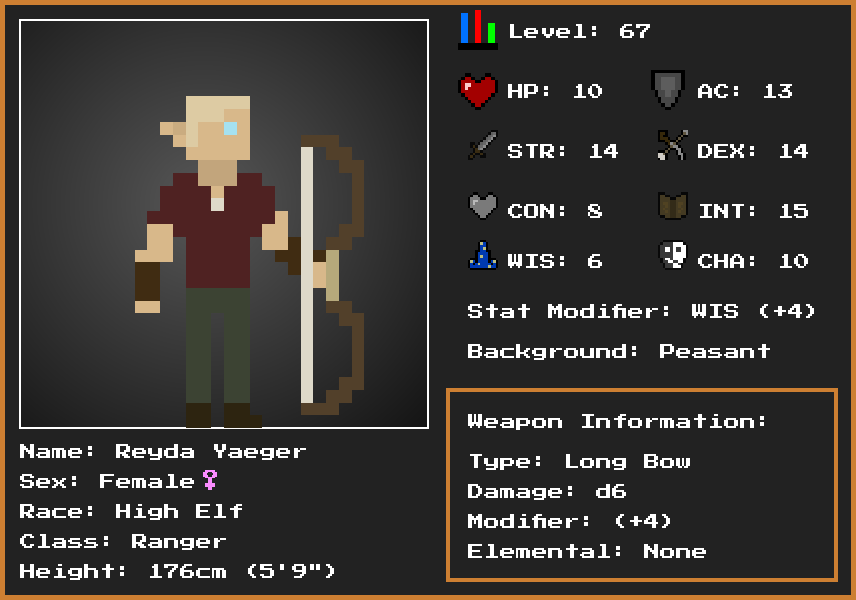 Level: 67
HP: 10
AC: 13
STR: 14
DEX: 14
CON: 8
INT: 15
WIS: 6
CHA: 10
Stat Modifier: WIS (+4)
Background: Peasant
Weapon Information:
Type: Long Bow
Damage: d6
Modifier: (+4)
Elemental: None
Name: Reyda Yaeger
Sex: Female♀
Race: High Elf
Class: Ranger
Height: 176cm (5'9")